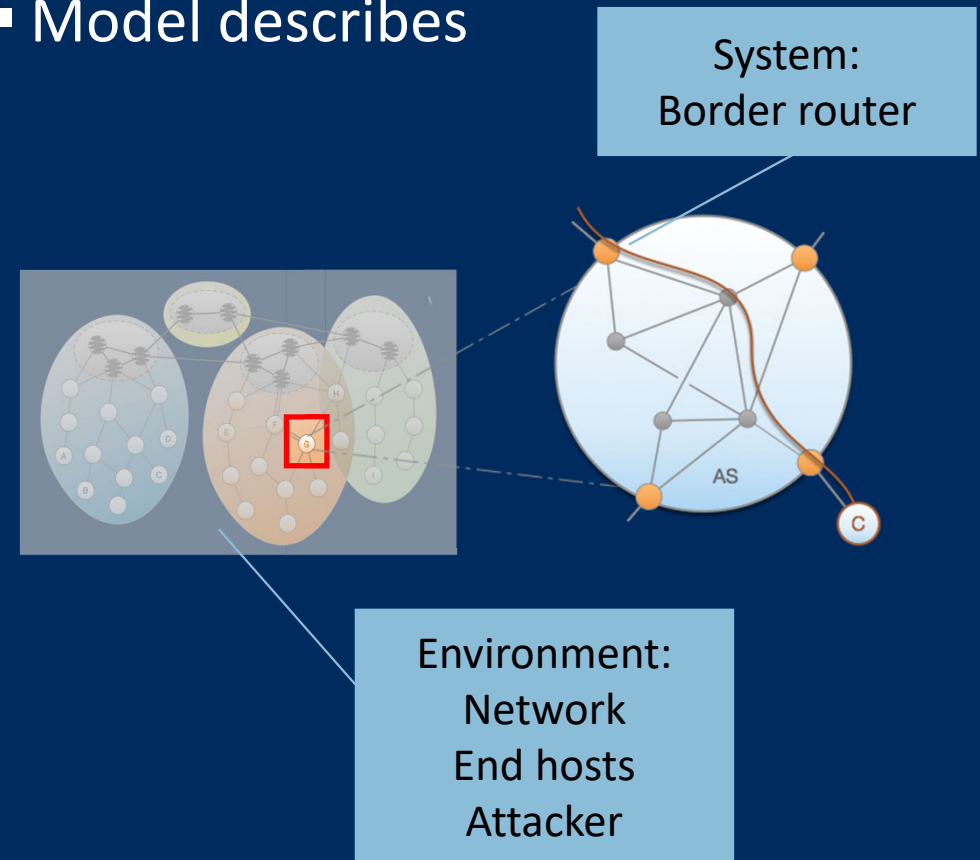 Model describes
System:
Border router
H
F
E
G
D
A
C
B
I
AS
C
Environment:
Network
End hosts
Attacker